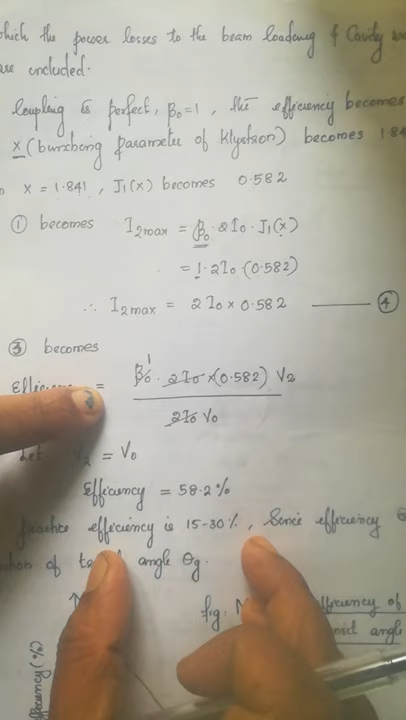 which the power losses to the beam loading & Cavity
are included.
Coupling is perfect, β0=1, the efficiency becomes
x (bunching parameter of Klystron) becomes 1.84
x = 1.841, J1(x) becomes 0.582
① becomes I2max = β0·2I0·J1(x)
= 1·2I0·(0.582)
∴ I2max = 2I0 x 0.582 ④
③ becomes
= β0 1 · 2I0 x(0.582) V2
2I0 V0
V2 = V0
Efficiency = 58.2%
practice efficiency is 15-30%, Since efficiency
of angle θg.
fig: Efficiency of
angle
(%)